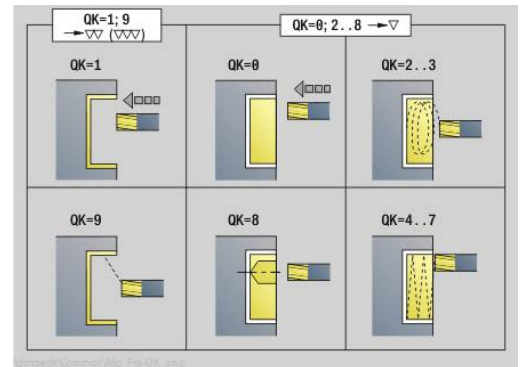 QK=1; 9
→▽▽ (▽▽▽)
QK=0; 2..8 →▽
QK=1
QK=0
QK=2..3
QK=9
QK=8
QK=4..7